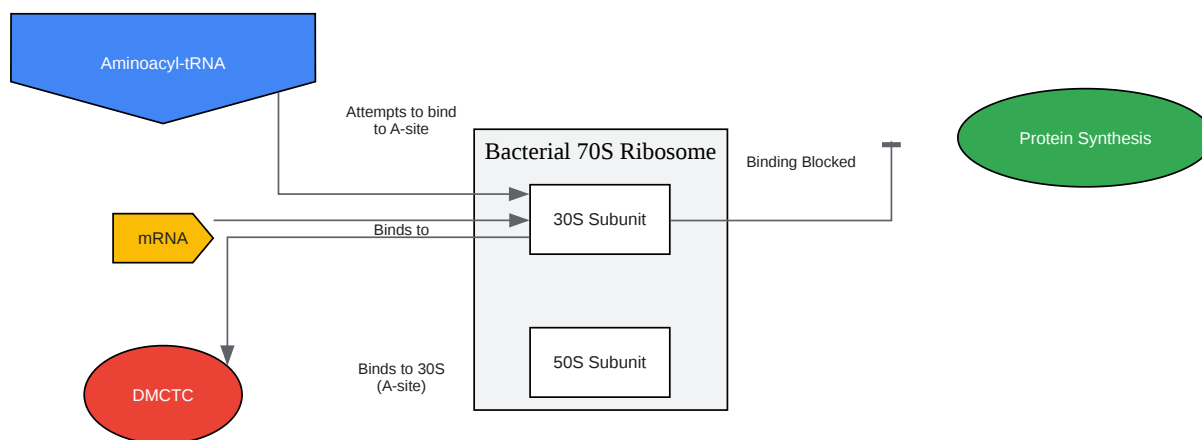 Aminoacyl-tRNA
Attempts to bind
to A-site
Bacterial 70S Ribosome
Protein Synthesis
Binding Blocked
30S Subunit
mRNA
Binds to
50S Subunit
Binds to 30S
(A-site)
DMCTC